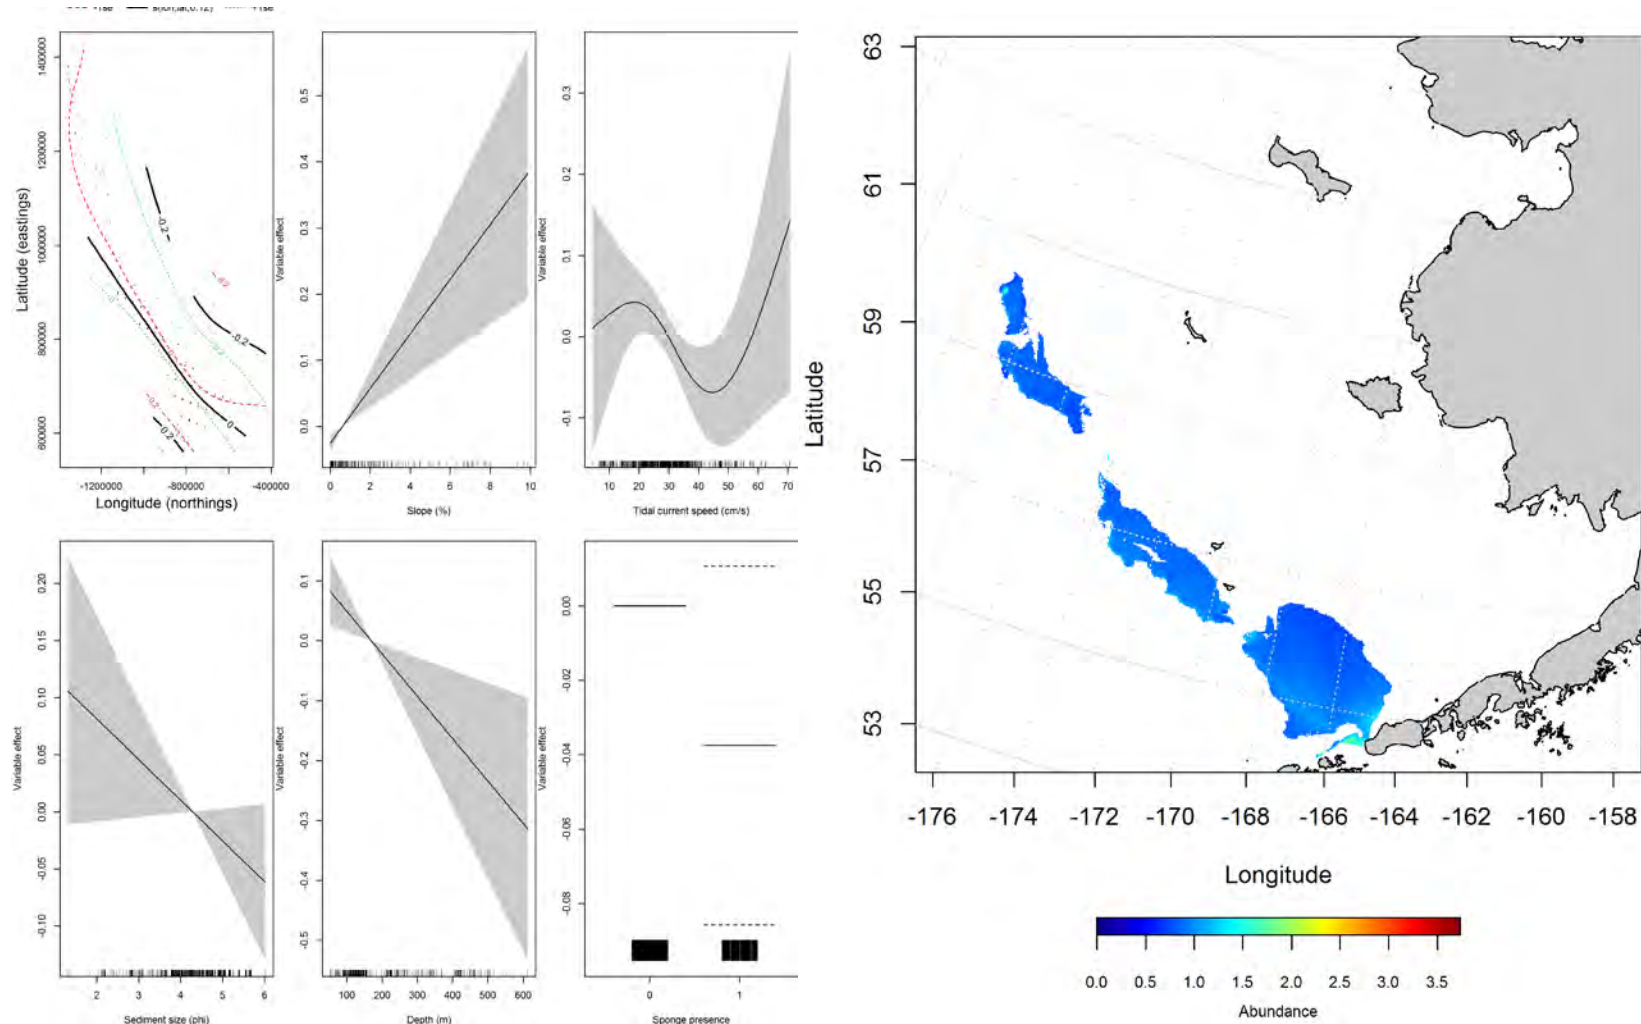 Latitude (eastings)
1400000
1200000
1000000
800000
600000
-0.2
-0.2
0
0.2
-1200000 -800000 -400000
Longitude (northings)
Variable effect
0.5
0.4
0.3
0.2
0.1
0.0
0 2 4 6 8 10
Slope (%)
Variable effect
0.3
0.2
0.1
0.0
-0.1
10 20 30 40 50 60 70
Tidal current speed (cm/s)
Variable effect
0.20
0.15
0.10
0.05
0.00
-0.05
-0.10
2 3 4 5 6
Sediment size (phi)
Variable effect
0.1
0.0
-0.1
-0.2
-0.3
-0.4
-0.5
100 200 300 400 500 600
Depth (m)
Variable effect
0.00
-0.02
-0.04
-0.06
-0.08
0 1
Sponge presence
Latitude
63
61
59
57
55
53
-176 -174 -172 -170 -168 -166 -164 -162 -160 -158
Longitude
0.0 0.5 1.0 1.5 2.0 2.5 3.0 3.5
Abundance